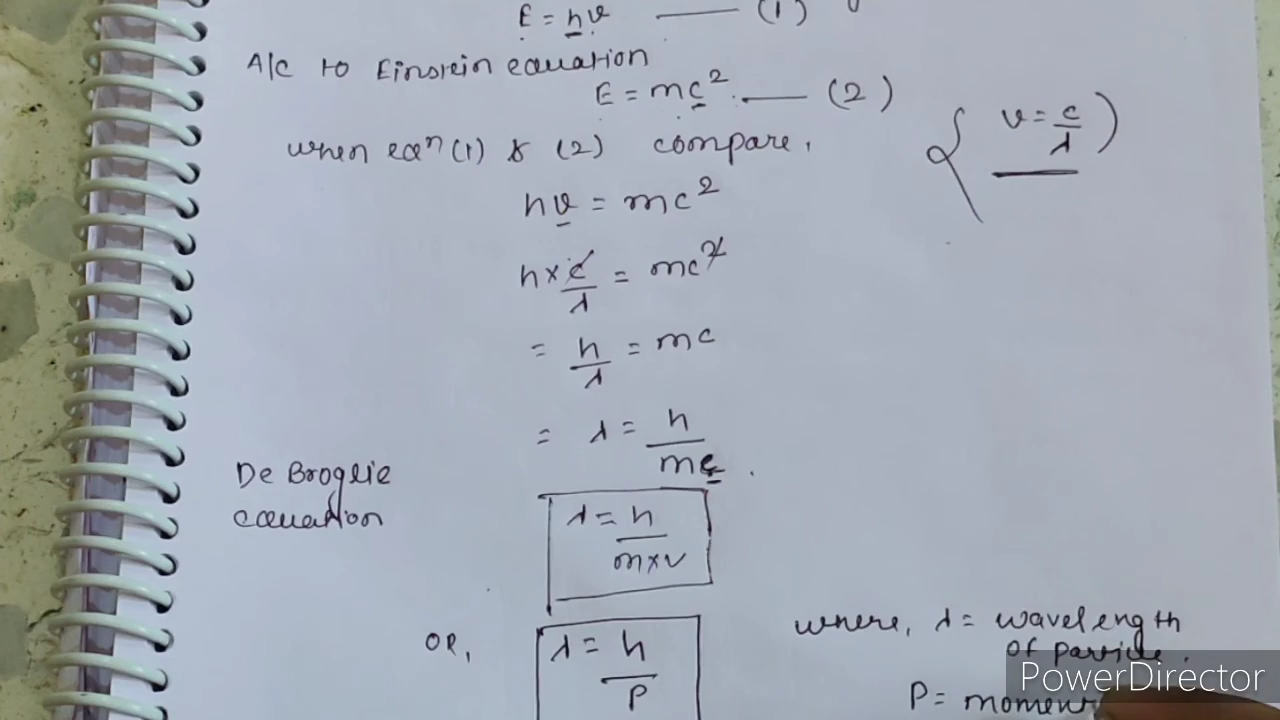 E = hν —— (1)
A/c to Einstein equation
E = mc² —— (2)
when eqⁿ (1) & (2) compare,
{ ν = c/λ )
hν = mc²
h × c/λ = mc²
= h/λ = mc
= λ = h/mc .
De Broglie
equation
λ = h/m×v
OR,
λ = h/P
where, λ = wavelength
of particle.
P = momen
PowerDirector